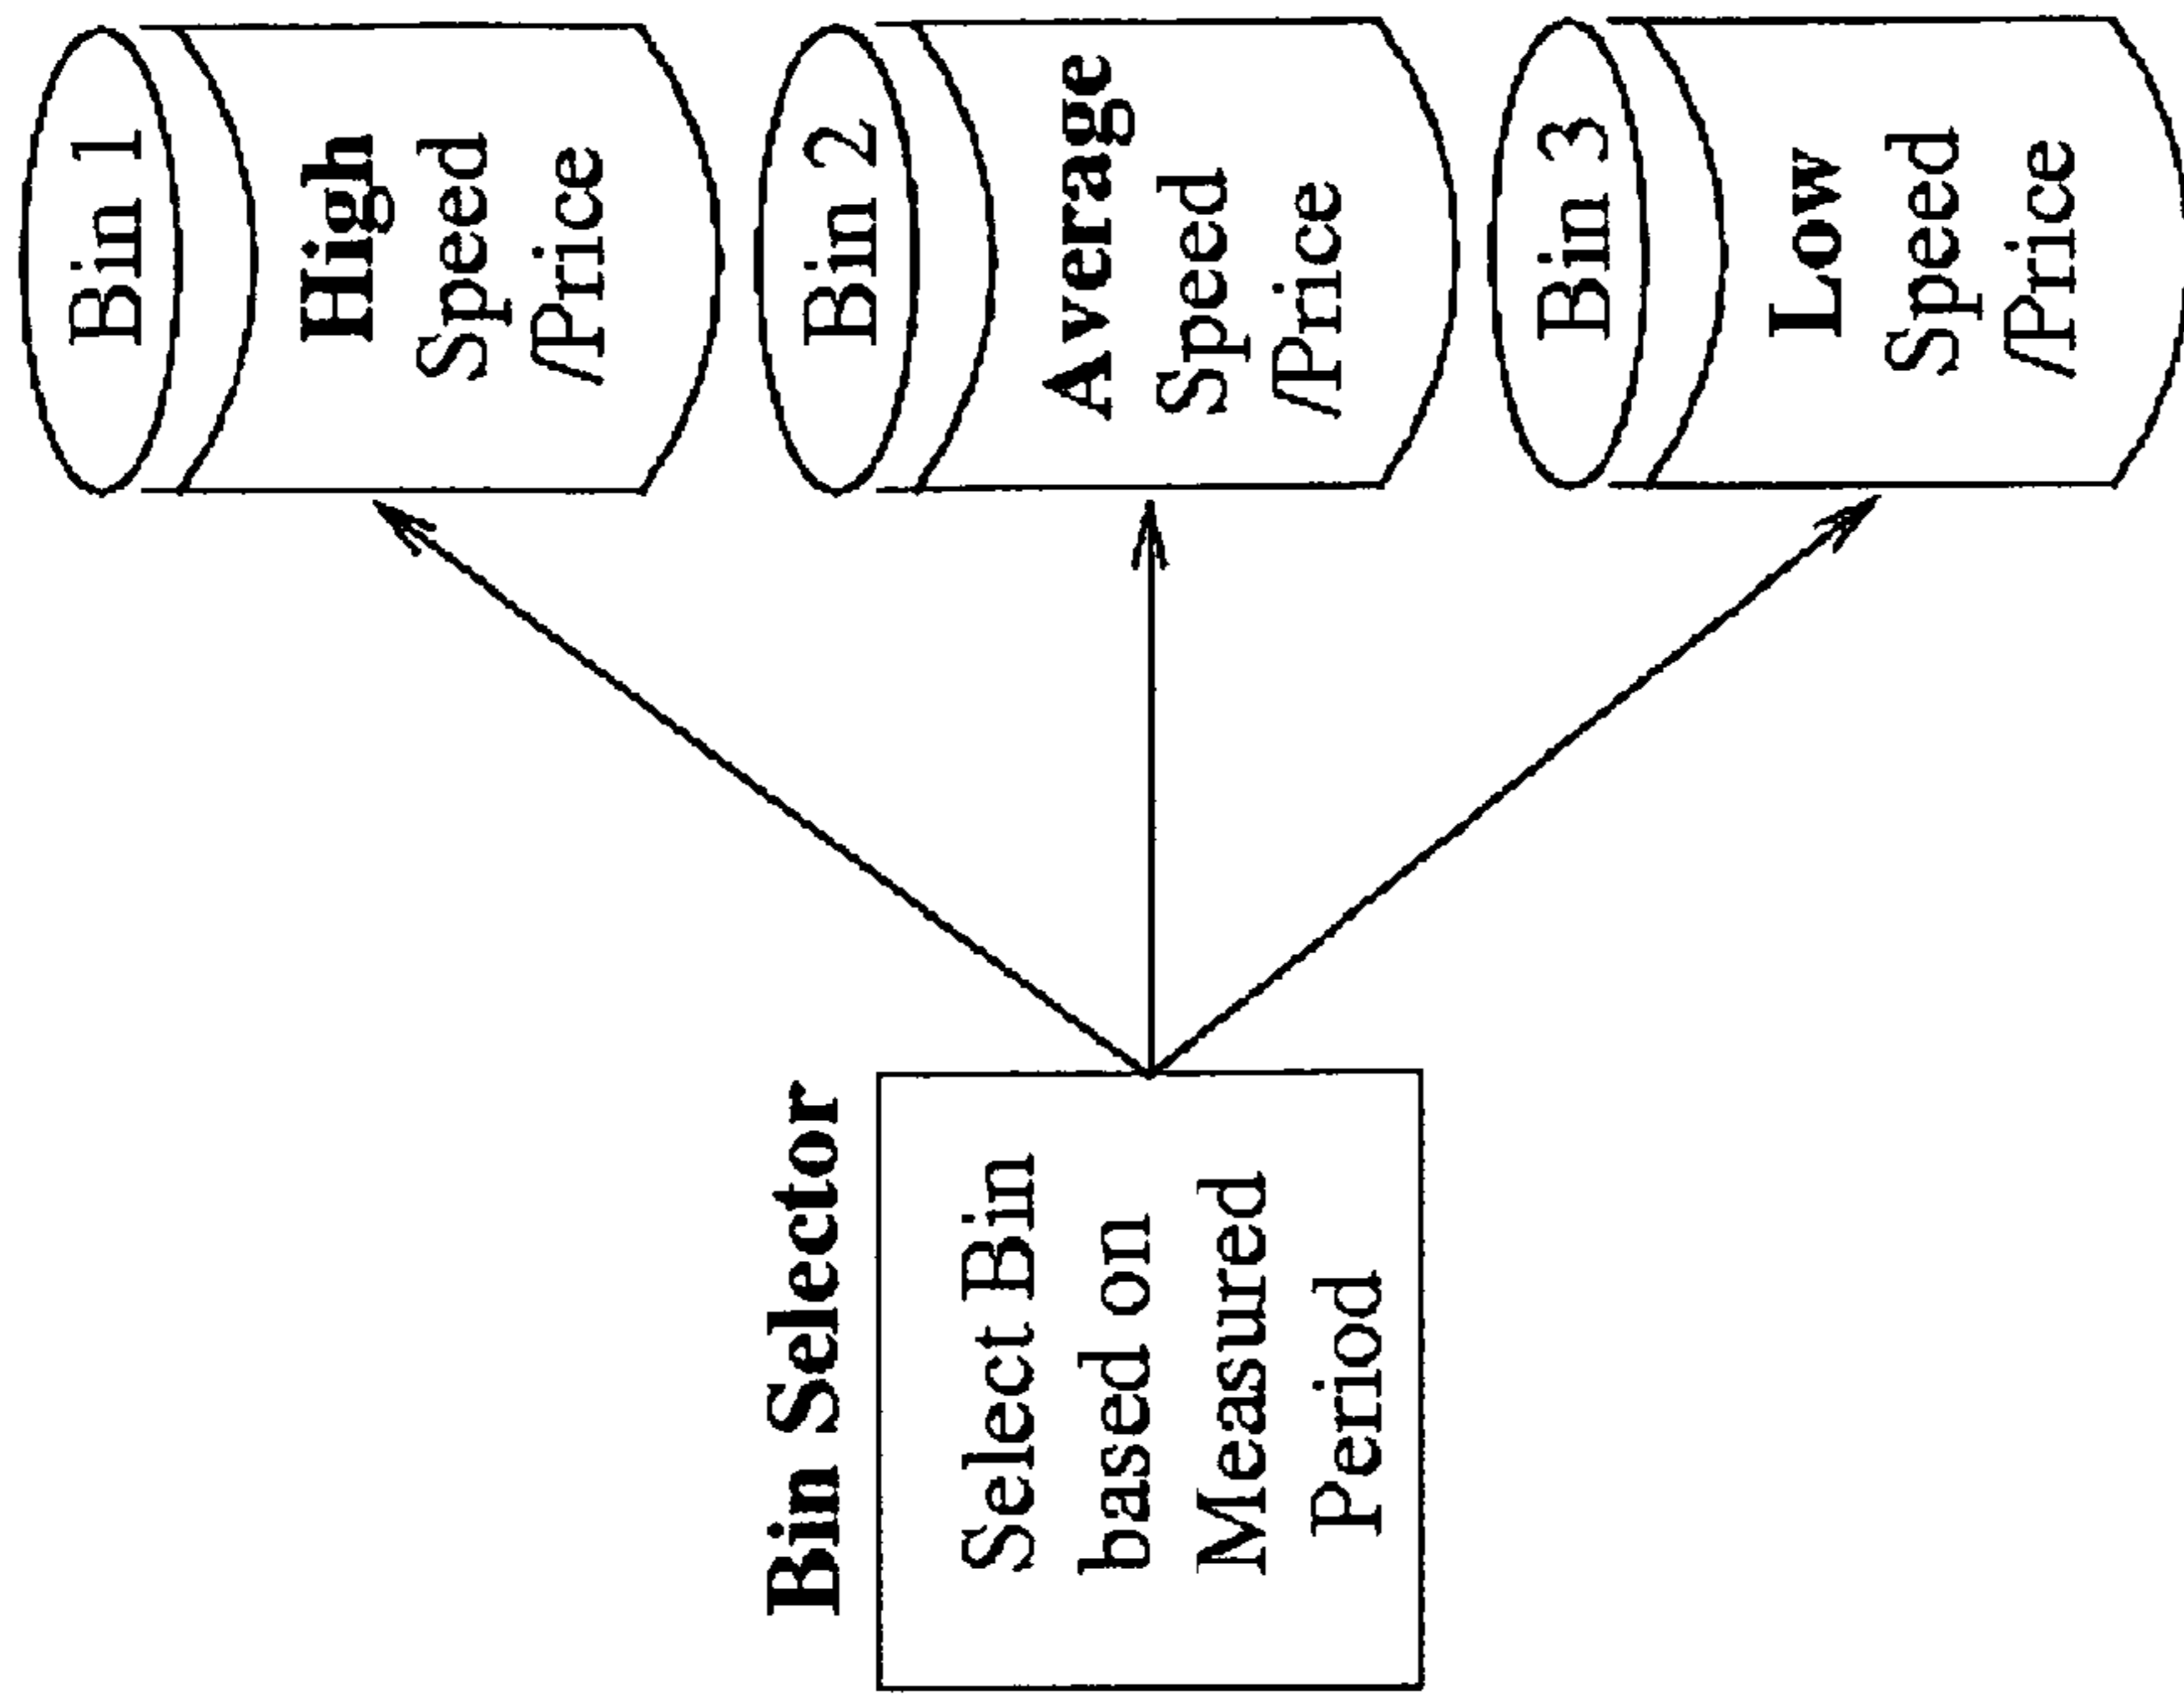 Bin Selector
Select Bin
based on
Measured
Period
Bin 1
High
Speed
/Price
Bin 2
Average
Speed
/Price
Bin 3
Low
Speed
/Price